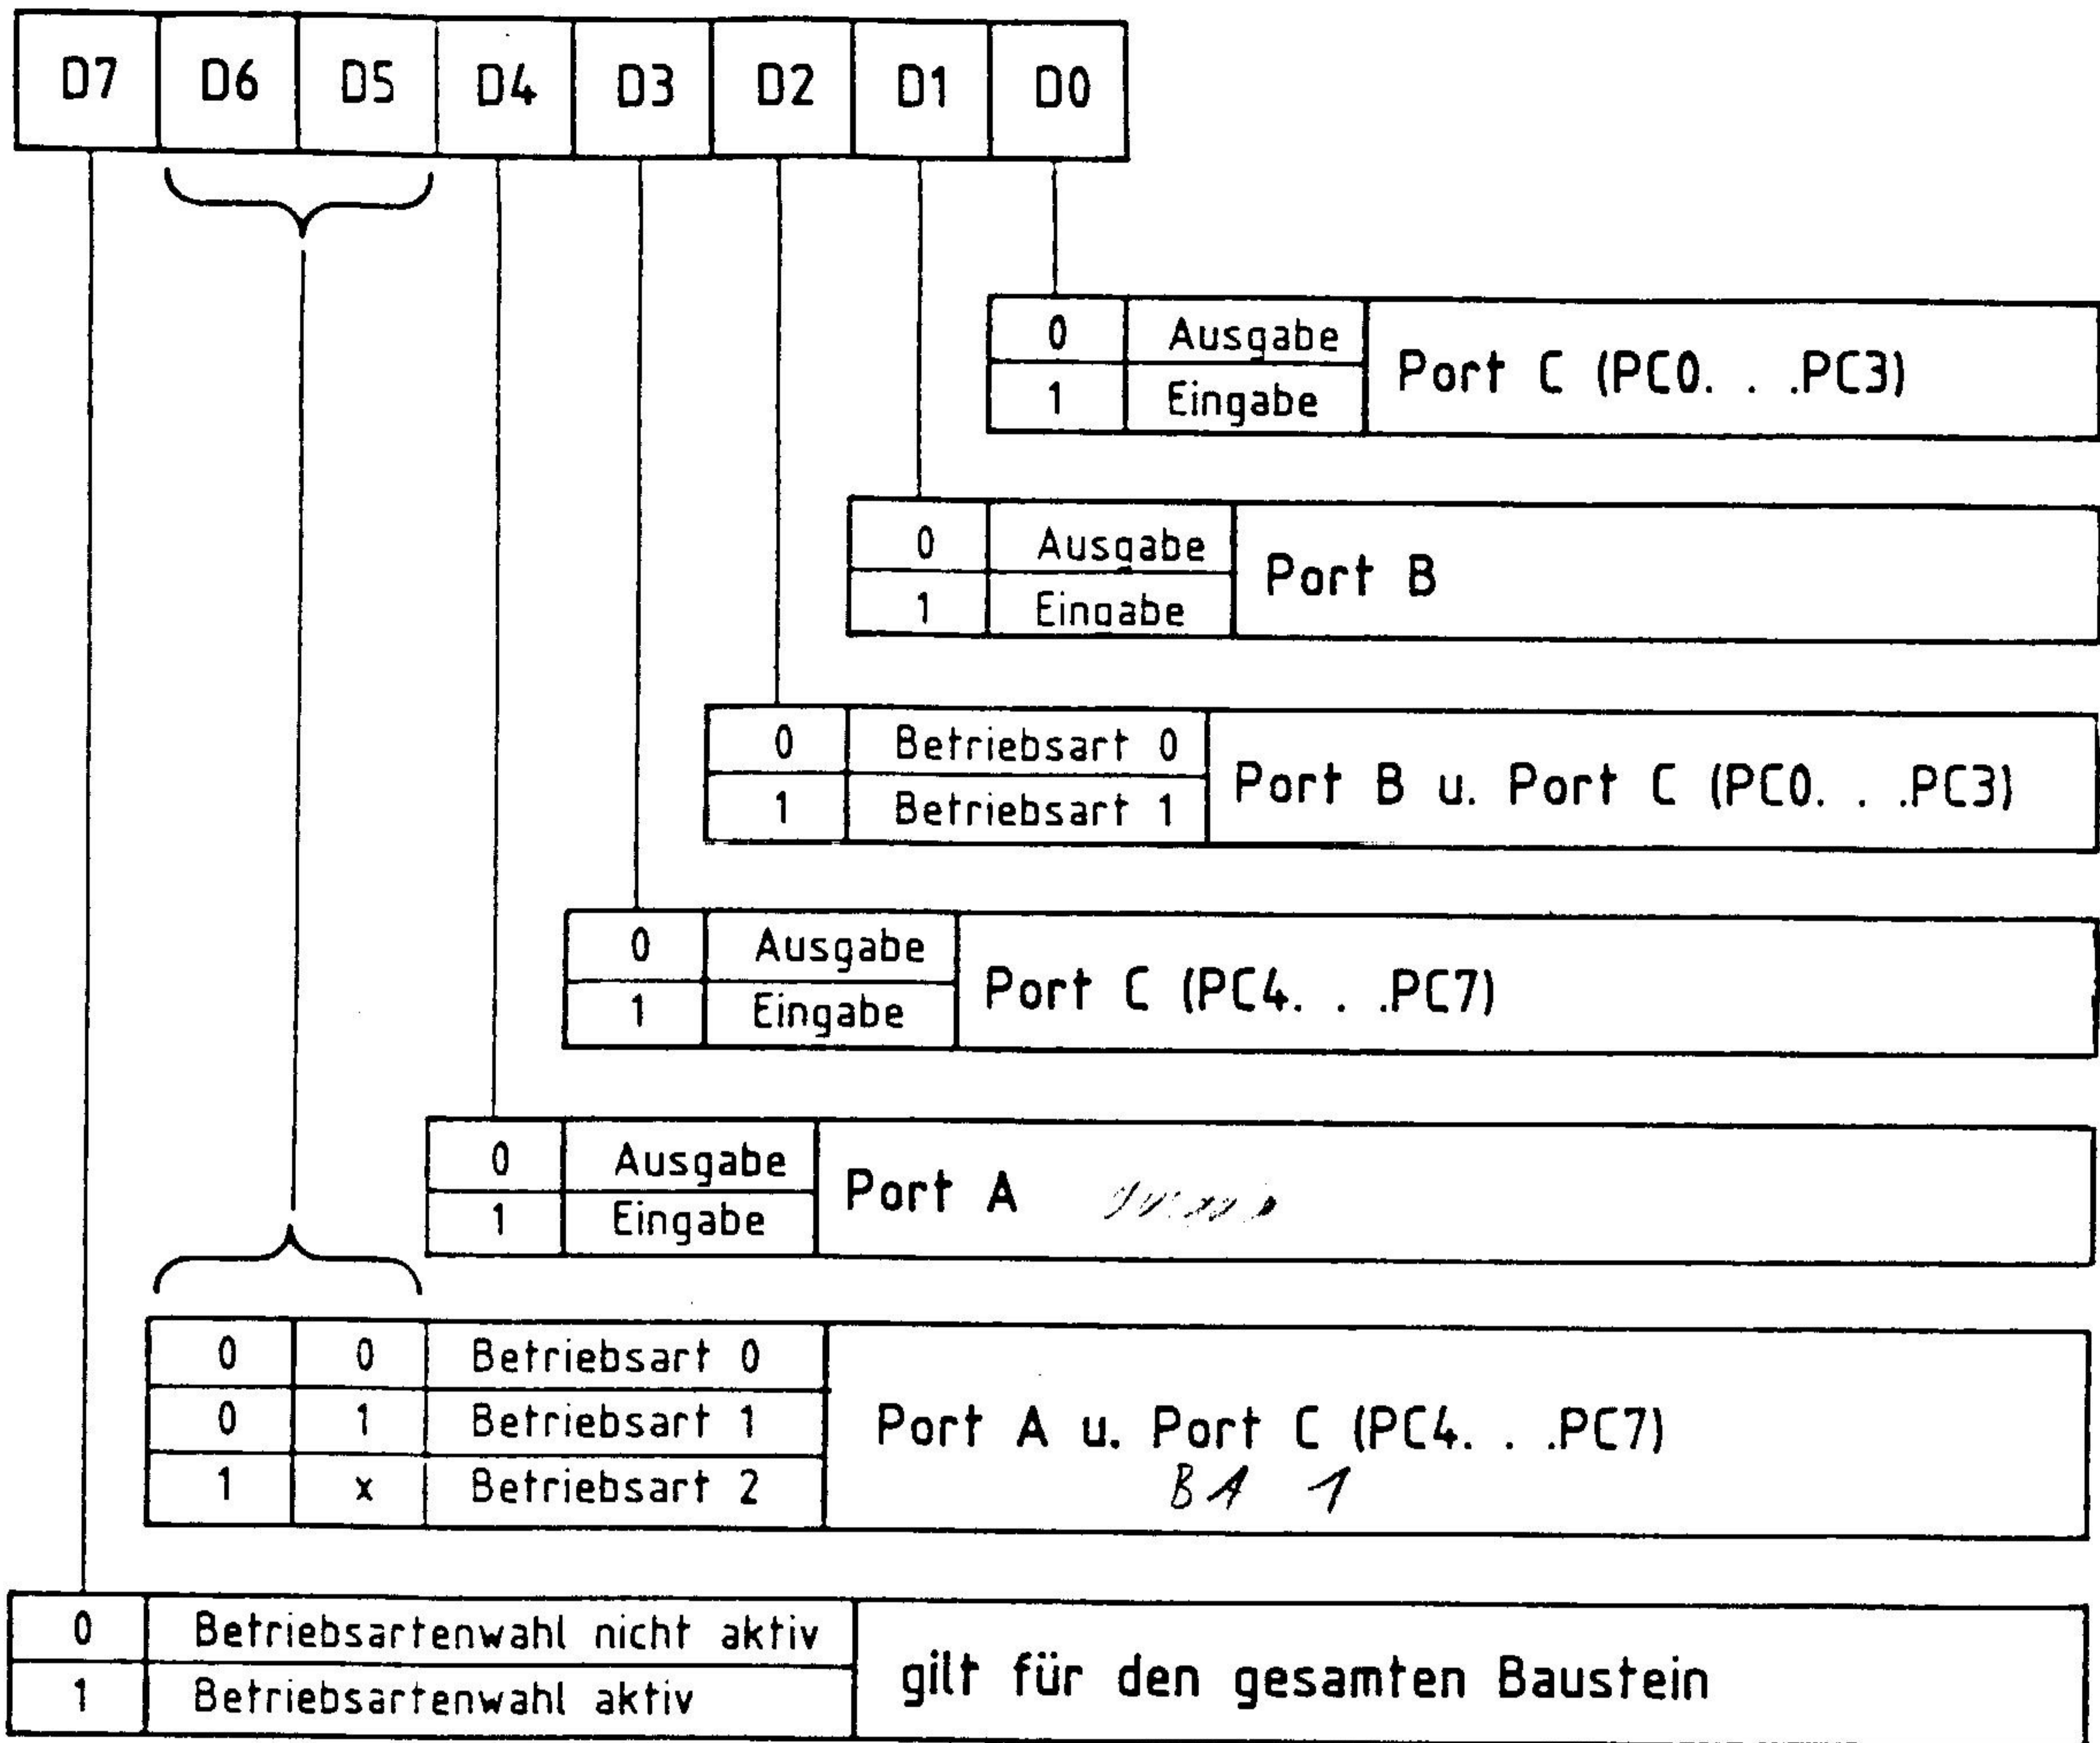 D7 D6 D5 D4 D3 D2 D1 D0
0 Ausgabe
1 Eingabe
Port C (PC0. . .PC3)
0 Ausgabe
1 Eingabe
Port B
0 Betriebsart 0
1 Betriebsart 1
Port B u. Port C (PC0. . .PC3)
0 Ausgabe
1 Eingabe
Port C (PC4. . .PC7)
0 Ausgabe
1 Eingabe
Port A
0 0 Betriebsart 0
0 1 Betriebsart 1
1 x Betriebsart 2
Port A u. Port C (PC4. . .PC7)
BA 1
0 Betriebsartenwahl nicht aktiv
1 Betriebsartenwahl aktiv
gilt für den gesamten Baustein